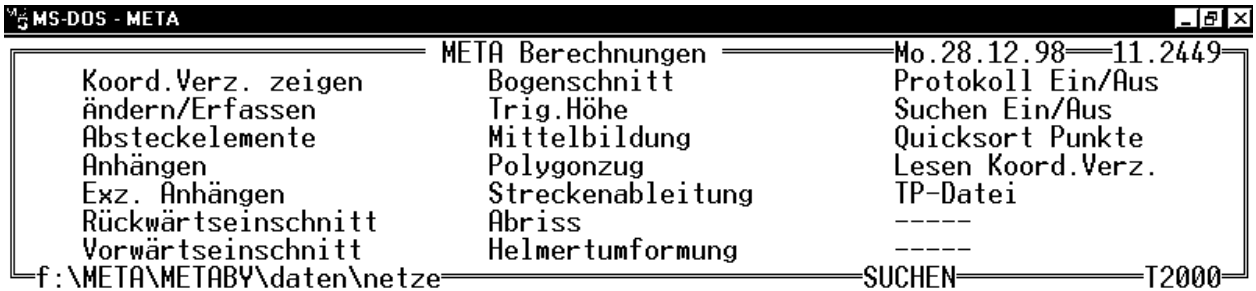 MS-DOS - META
META Berechnungen Mo.28.12.98 11.2449
Koord.Verz. zeigen Bogenschnitt Protokoll Ein/Aus
Ändern/Erfassen Trig.Höhe Suchen Ein/Aus
Absteckelemente Mittelbildung Quicksort Punkte
Anhängen Polygonzug Lesen Koord.Verz.
Exz. Anhängen Streckenableitung TP-Datei
Rückwärtseinschnitt Abriss -----
Vorwärtseinschnitt Helmertumformung -----
f:\META\METABY\daten\netze SUCHEN T2000